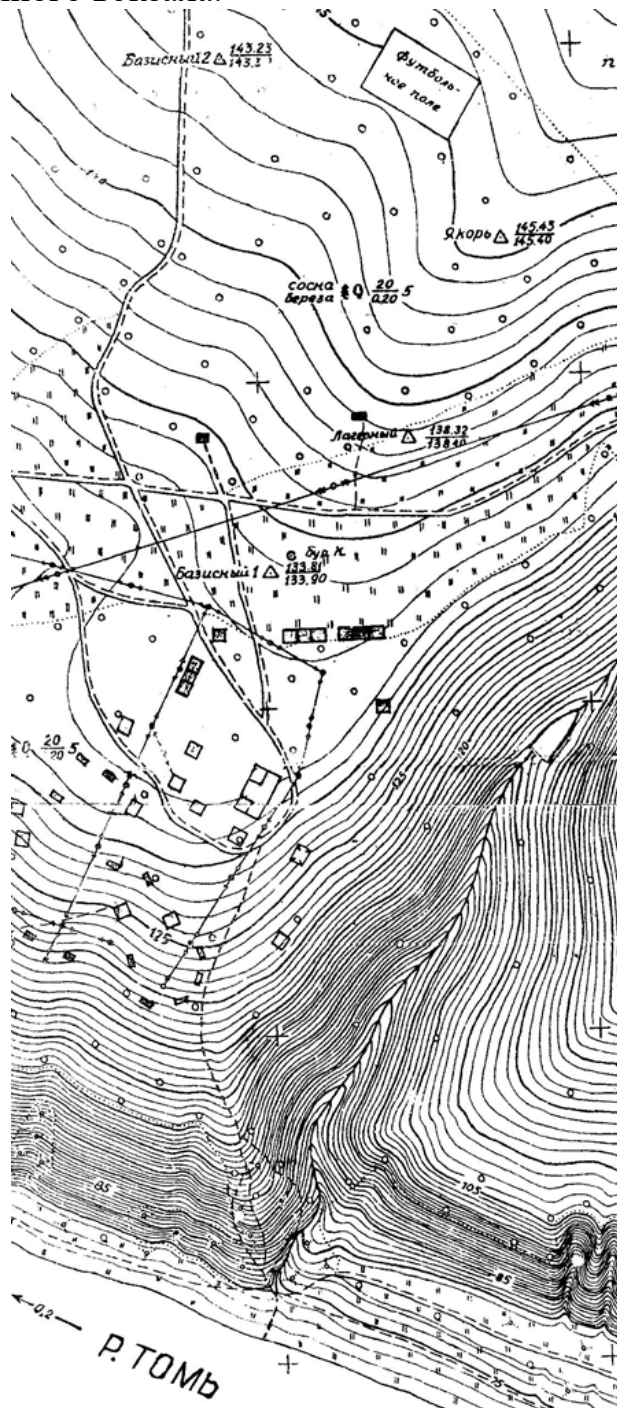 Базисный 2 143.23
143.3
Футболь-
ное поле
п
Якорь 145.43
145.40
сосна
береза 20
0,20 5
Лагерный 138.32
138.40
бур. к.
Базисный 1 133.81
133,90
20
20 5
125
125
105
85
85
75
0,2
Р. ТОМЬ